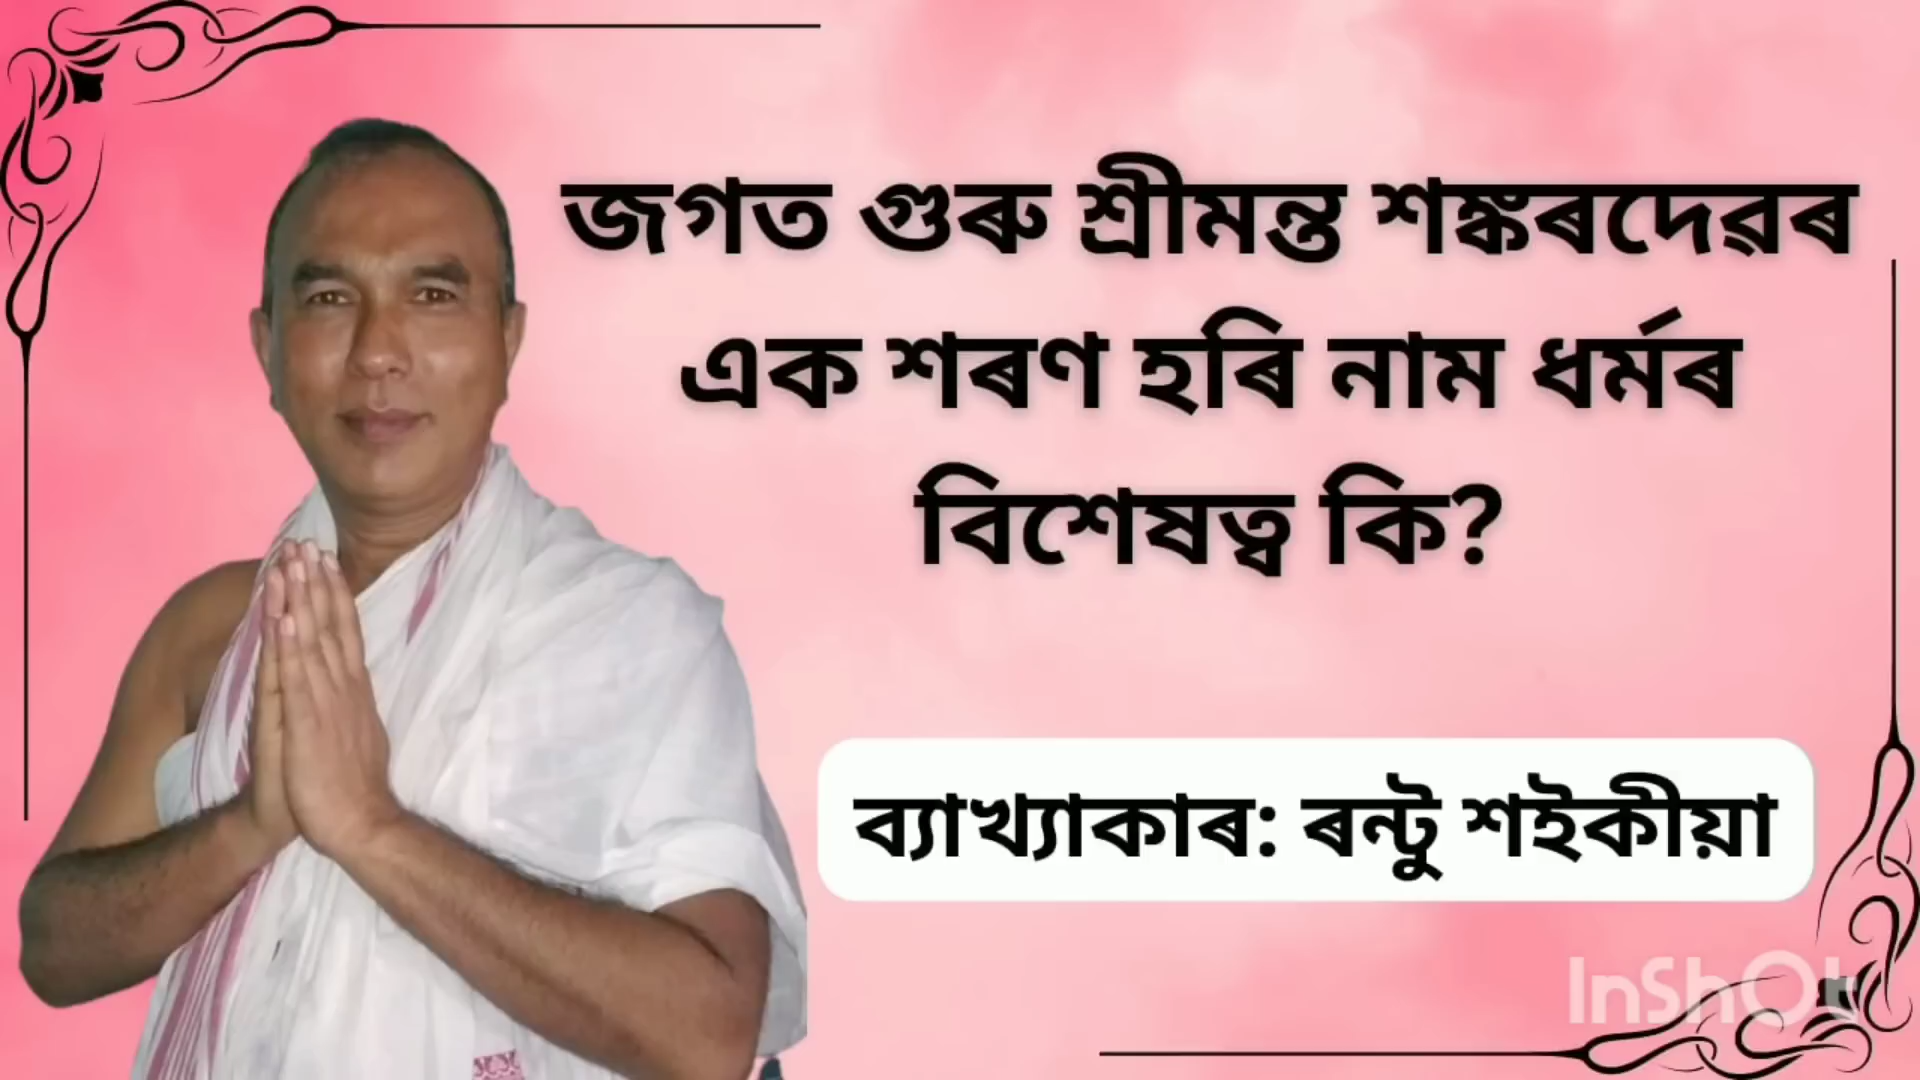 জগত গুৰু শ্ৰীমন্ত শঙ্কৰদেৱৰ
এক শৰণ হৰি নাম ধৰ্মৰ
বিশেষত্ব কি?
ব্যাখ্যাকাৰ: ৰন্টু শইকীয়া
InShOt